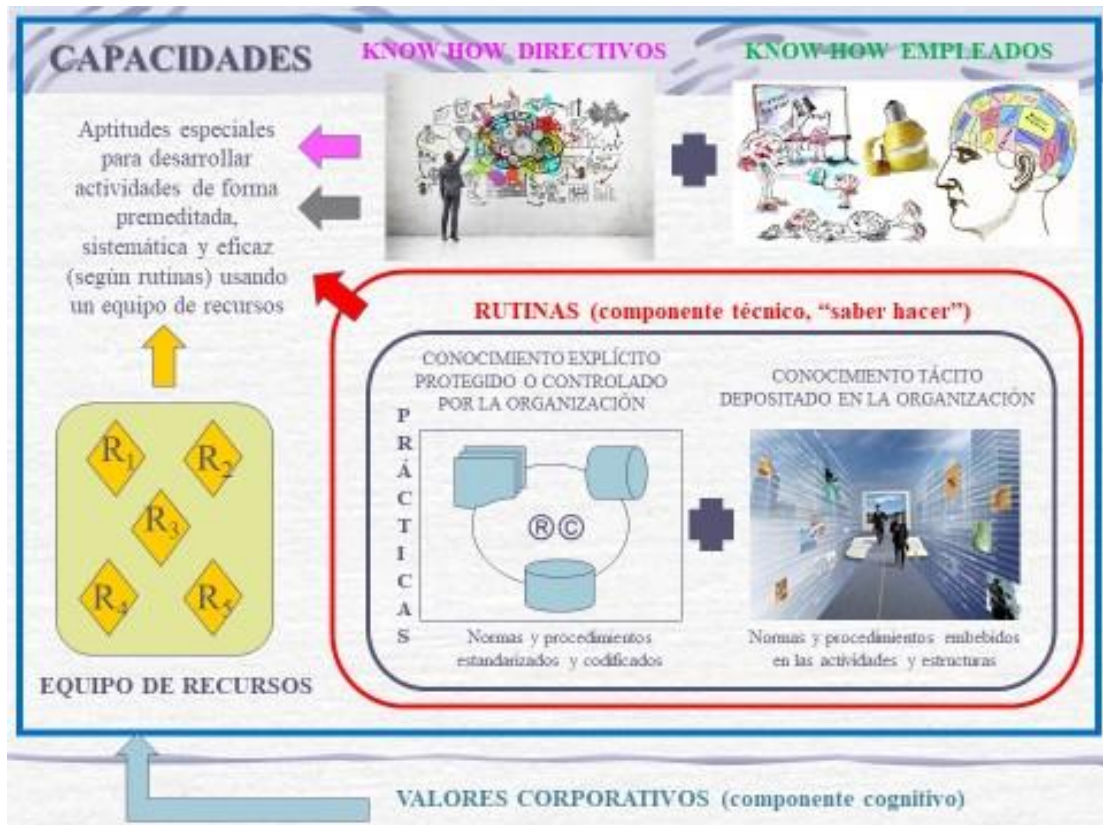 CAPACIDADES
KNOW-HOW DIRECTIVOS
KNOW-HOW EMPLEADOS
Aptitudes especiales
para desarrollar
actividades de forma
premeditada,
sistemática y eficaz
(según rutinas) usando
un equipo de recursos
RUTINAS (componente técnico, “saber hacer”)
CONOCIMIENTO EXPLÍCITO
PROTEGIDO O CONTROLADO
POR LA ORGANIZACIÓN
CONOCIMIENTO TÁCITO
DEPOSITADO EN LA ORGANIZACIÓN
PRÁCTICAS
R1
R2
R3
R4
R5
®©
Normas y procedimientos
estandarizados y codificados
Normas y procedimientos embebidos
en las actividades y estructuras
EQUIPO DE RECURSOS
VALORES CORPORATIVOS (componente cognitivo)